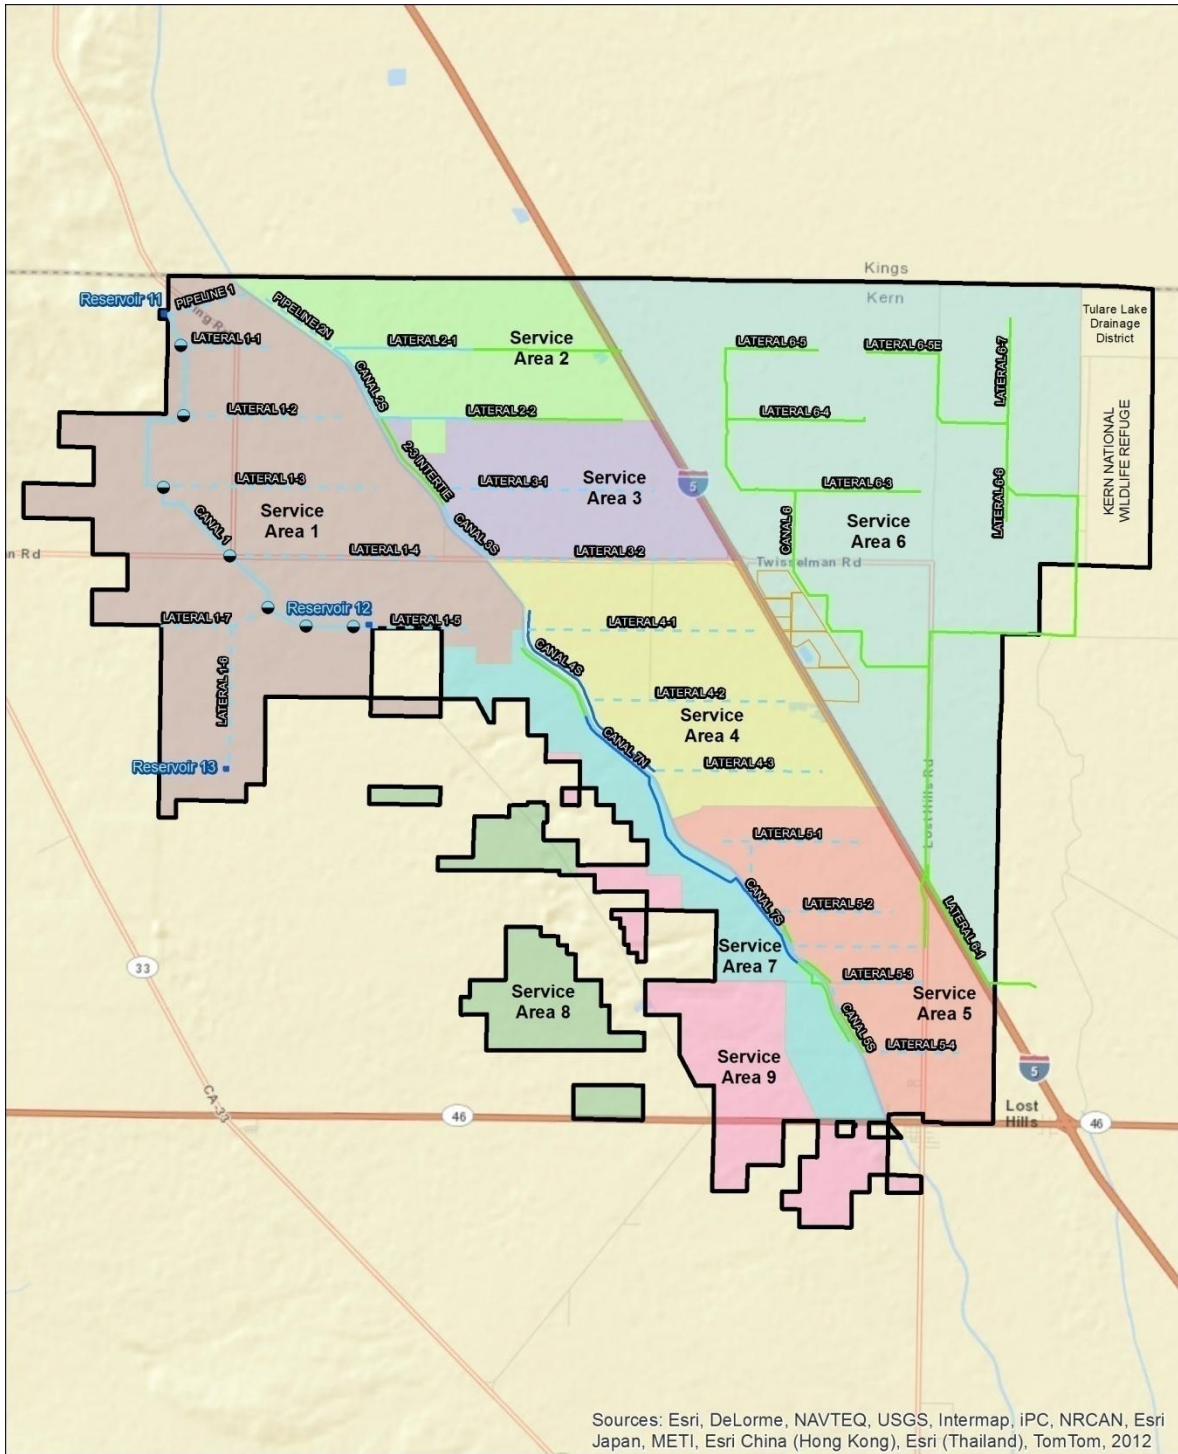 Kings
Kern
Reservoir 11
PIPELINE 1
PIPELINE 2N
Tulare Lake
Drainage
District
LATERAL 1-1
LATERAL 2-1
Service
Area 2
LATERAL 6-5
LATERAL 6-5E
LATERAL 6-7
CANAL 2S
LATERAL 1-2
LATERAL 2-2
LATERAL 6-4
KERN NATIONAL
WILDLIFE REFUGE
2-3 INTERTIE
LATERAL 1-3
LATERAL 3-1
Service
Area 3
5
LATERAL 6-3
LATERAL 6-6
Service
Area 1
CANAL 1
CANAL 3S
CANAL 6
Service
Area 6
LATERAL 1-4
LATERAL 3-2
Twisselman Rd
an Rd
Reservoir 12
LATERAL 1-7
LATERAL 1-5
LATERAL 4-1
CANAL 4S
LATERAL 1-6
LATERAL 4-2
Service
Area 4
CANAL 7N
LATERAL 4-3
Reservoir 13
Lost Hills Rd
LATERAL 5-1
CANAL 7S
LATERAL 5-2
LATERAL 6-1
Service
Area 7
33
LATERAL 5-3
Service
Area 8
Service
Area 5
CANAL 5S
LATERAL 5-4
Service
Area 9
5
CA-33
46
Lost
Hills
46
Sources: Esri, DeLorme, NAVTEQ, USGS, Intermap, iPC, NRCAN, Esri
Japan, METI, Esri China (Hong Kong), Esri (Thailand), TomTom, 2012